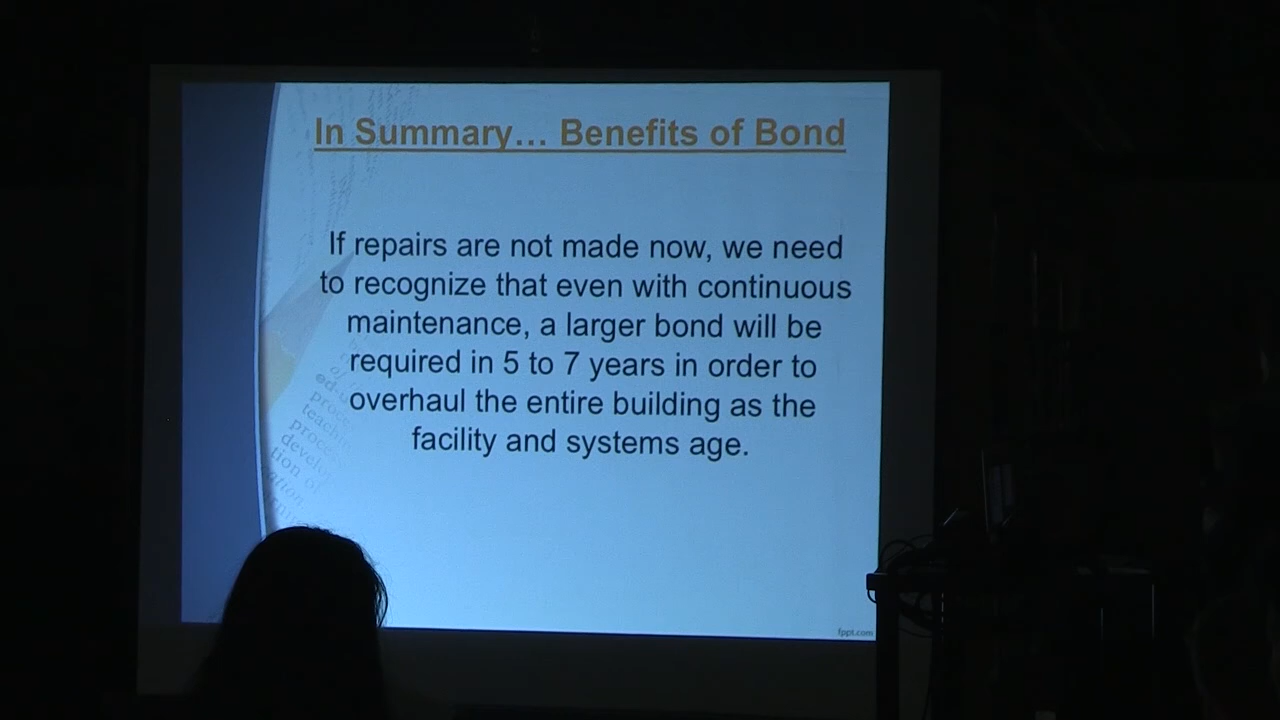 In Summary... Benefits of Bond
If repairs are not made now, we need
to recognize that even with continuous
maintenance, a larger bond will be
required in 5 to 7 years in order to
overhaul the entire building as the
facility and systems age.
tion of
fppt.com